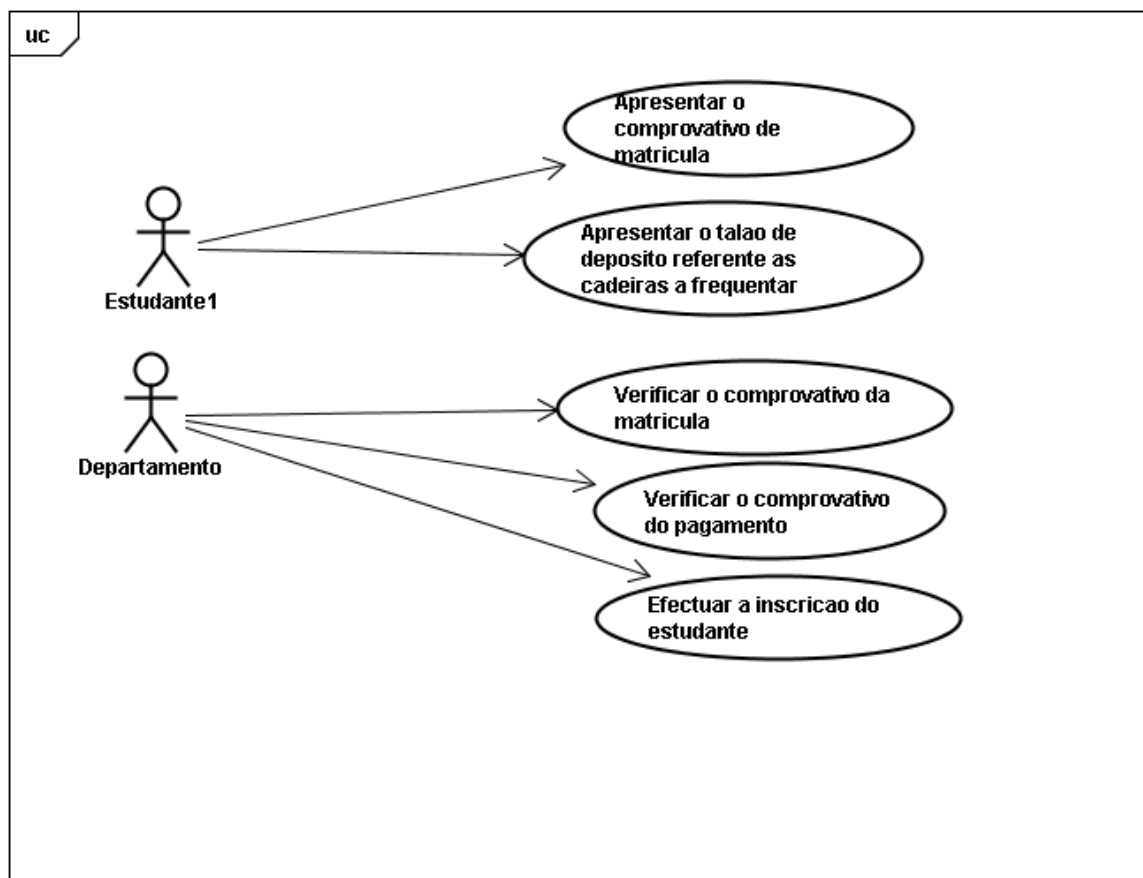 uc
Apresentar o
comprovativo de
matricula
Apresentar o talao de
deposito referente as
cadeiras a frequentar
Estudante1
Verificar o comprovativo da
matricula
Departamento
Verificar o comprovativo
do pagamento
Efectuar a inscricao do
estudante